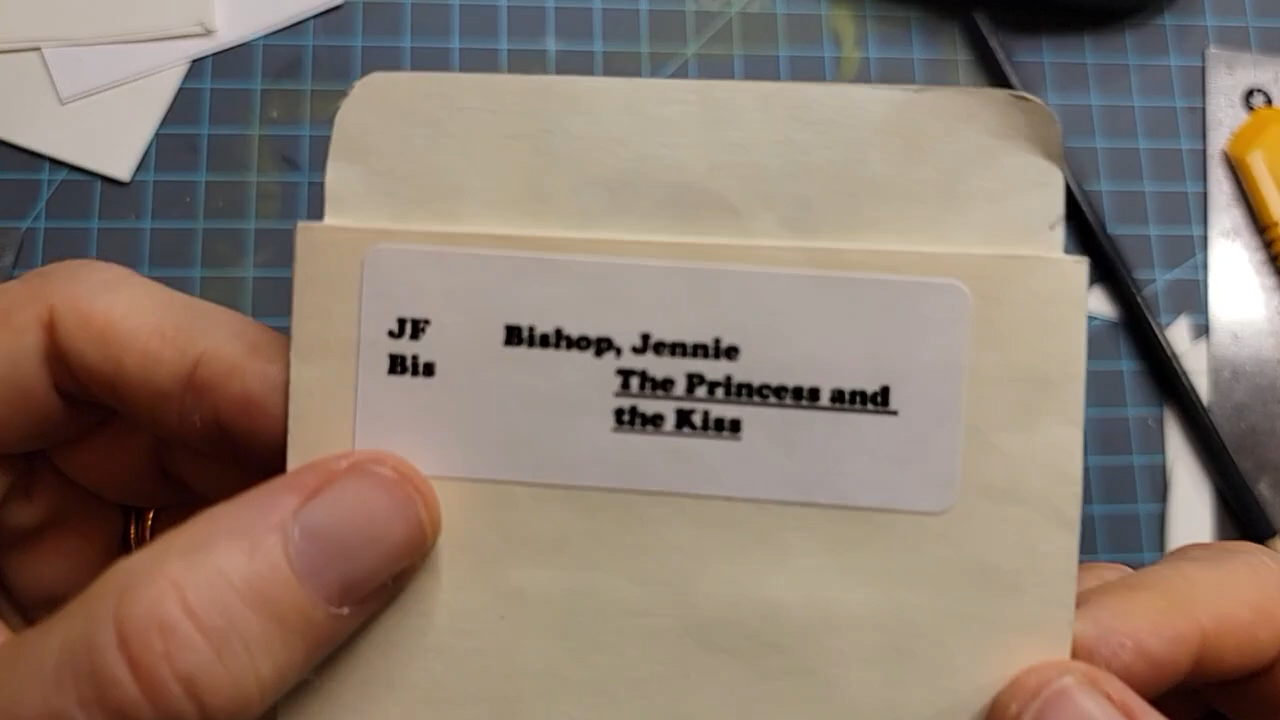 JF
Bis
Bishop, Jennie
The Princess and
the Kiss